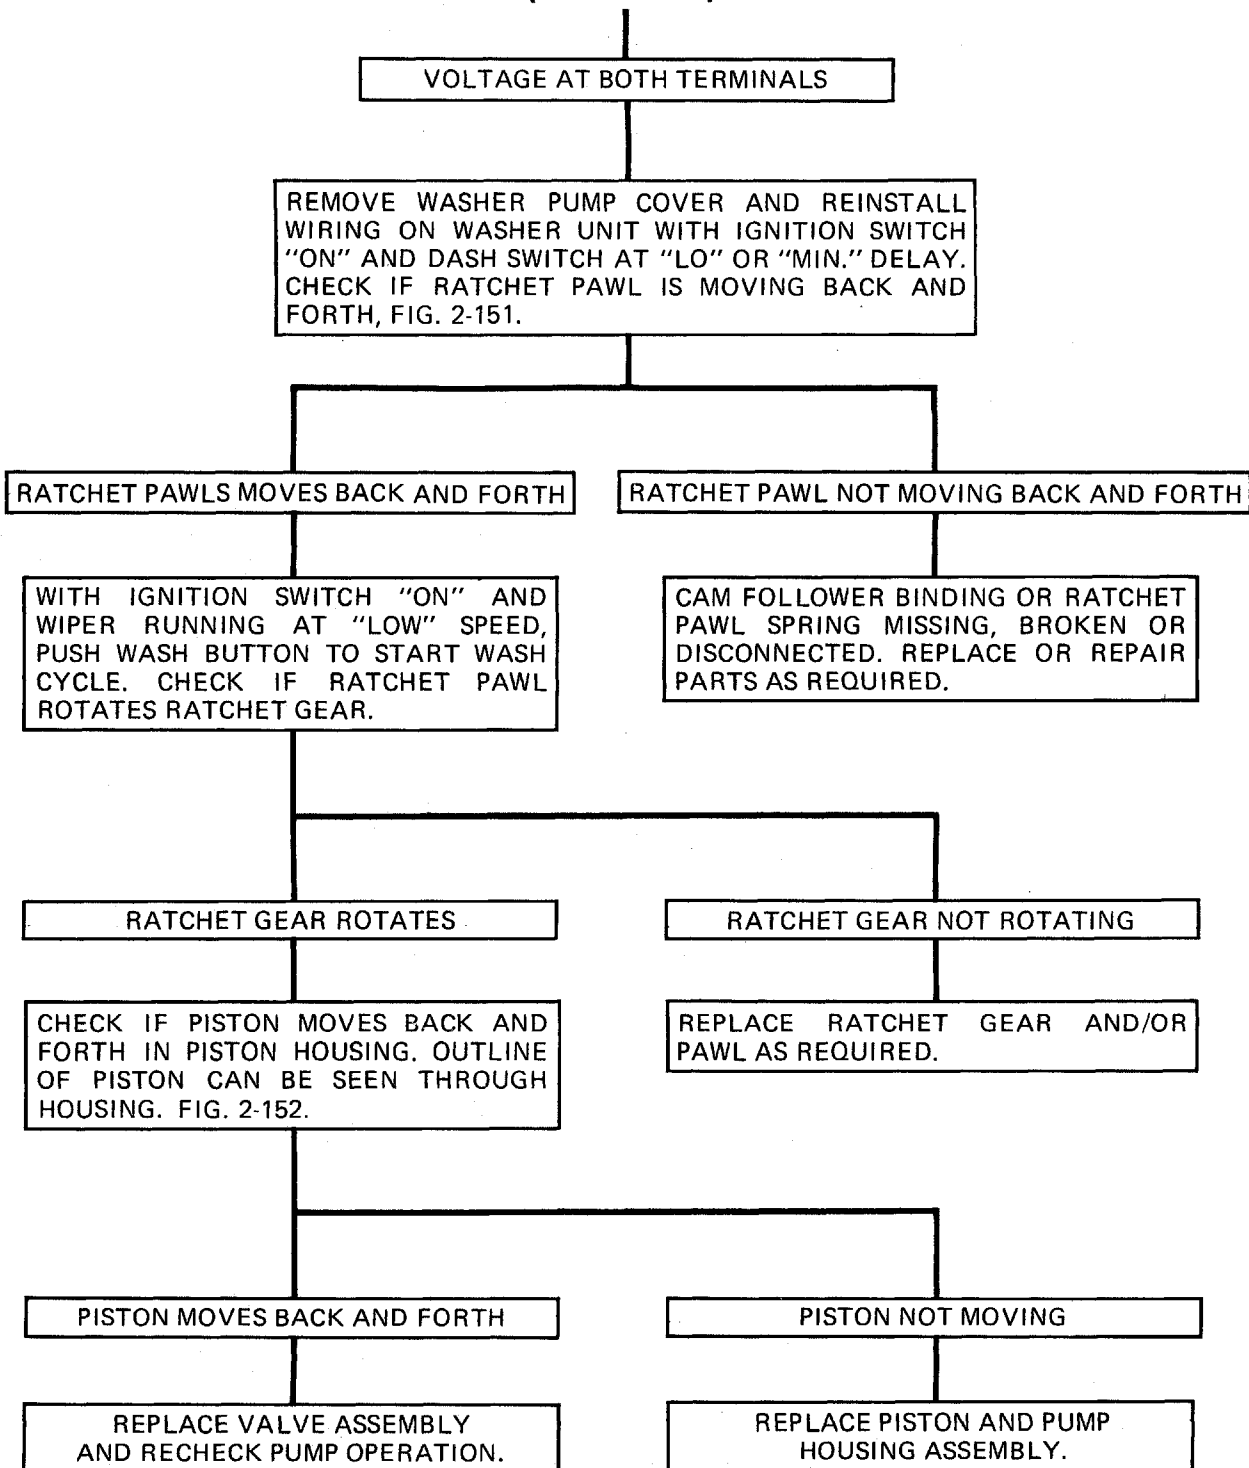 VOLTAGE AT BOTH TERMINALS
REMOVE WASHER PUMP COVER AND REINSTALL
WIRING ON WASHER UNIT WITH IGNITION SWITCH
"ON" AND DASH SWITCH AT "LO" OR "MIN." DELAY.
CHECK IF RATCHET PAWL IS MOVING BACK AND
FORTH, FIG. 2-151.
RATCHET PAWLS MOVES BACK AND FORTH
RATCHET PAWL NOT MOVING BACK AND FORTH
WITH IGNITION SWITCH "ON" AND
WIPER RUNNING AT "LOW" SPEED,
PUSH WASH BUTTON TO START WASH
CYCLE. CHECK IF RATCHET PAWL
ROTATES RATCHET GEAR.
CAM FOLLOWER BINDING OR RATCHET
PAWL SPRING MISSING, BROKEN OR
DISCONNECTED. REPLACE OR REPAIR
PARTS AS REQUIRED.
RATCHET GEAR ROTATES
RATCHET GEAR NOT ROTATING
CHECK IF PISTON MOVES BACK AND
FORTH IN PISTON HOUSING. OUTLINE
OF PISTON CAN BE SEEN THROUGH
HOUSING. FIG. 2-152.
REPLACE RATCHET GEAR AND/OR
PAWL AS REQUIRED.
PISTON MOVES BACK AND FORTH
PISTON NOT MOVING
REPLACE VALVE ASSEMBLY
AND RECHECK PUMP OPERATION.
REPLACE PISTON AND PUMP
HOUSING ASSEMBLY.